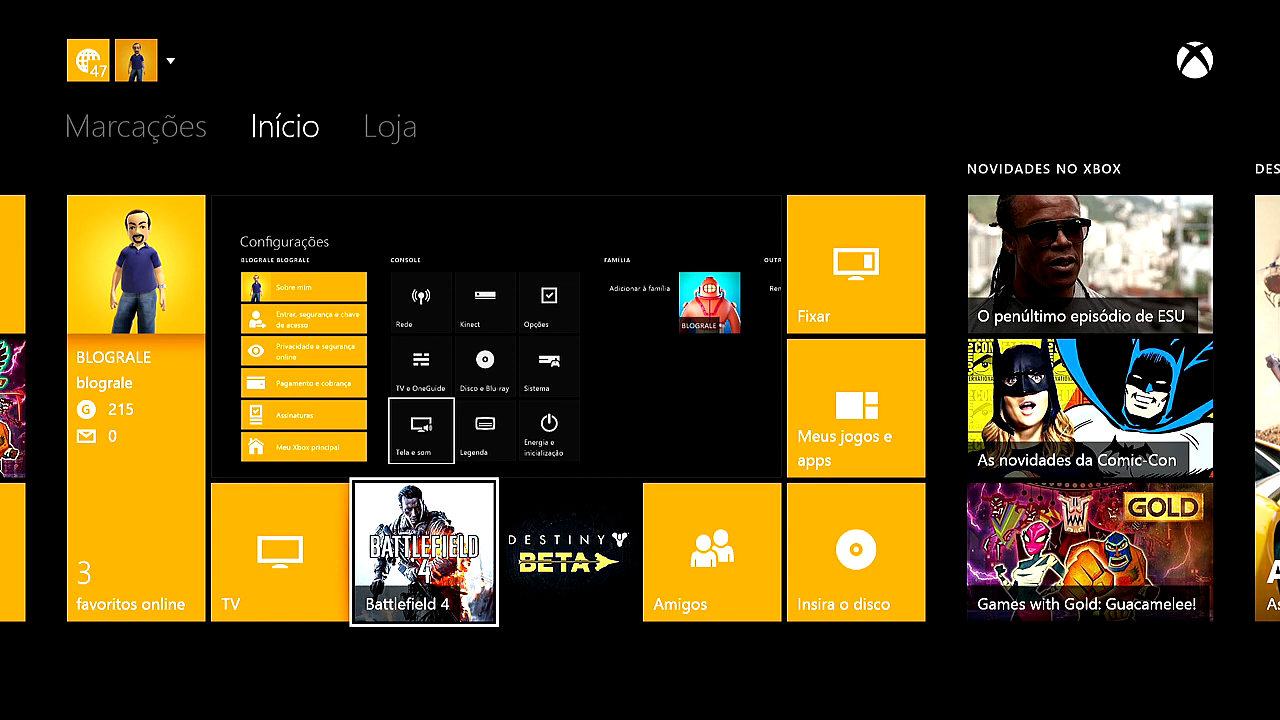 47
Marcações Início Loja
NOVIDADES NO XBOX
DES
BLOGRALE
blograle
G 215
0
3
favoritos online
Configurações
BLOGRALE BLOGRALE
Sobre mim
Entrar, segurança e chave
de acesso
Privacidade e segurança
online
Pagamento e cobrança
Assinaturas
Meu Xbox principal
CONSOLE
Rede
Kinect
Opções
TV e OneGuide
Disco e Blu-ray
Sistema
Tela e som
Legenda
Energia e
inicialização
FAMÍLIA
Adicionar à família
BLOGRALE
OUTR
Ren
TV
BATTLEFIELD
4
Battlefield 4
DESTINY
BETA
Amigos
Fixar
Meus jogos e
apps
Insira o disco
O penúltimo episódio de ESU
As novidades da Comic-Con
GOLD
Games with Gold: Guacamelee!
A
As